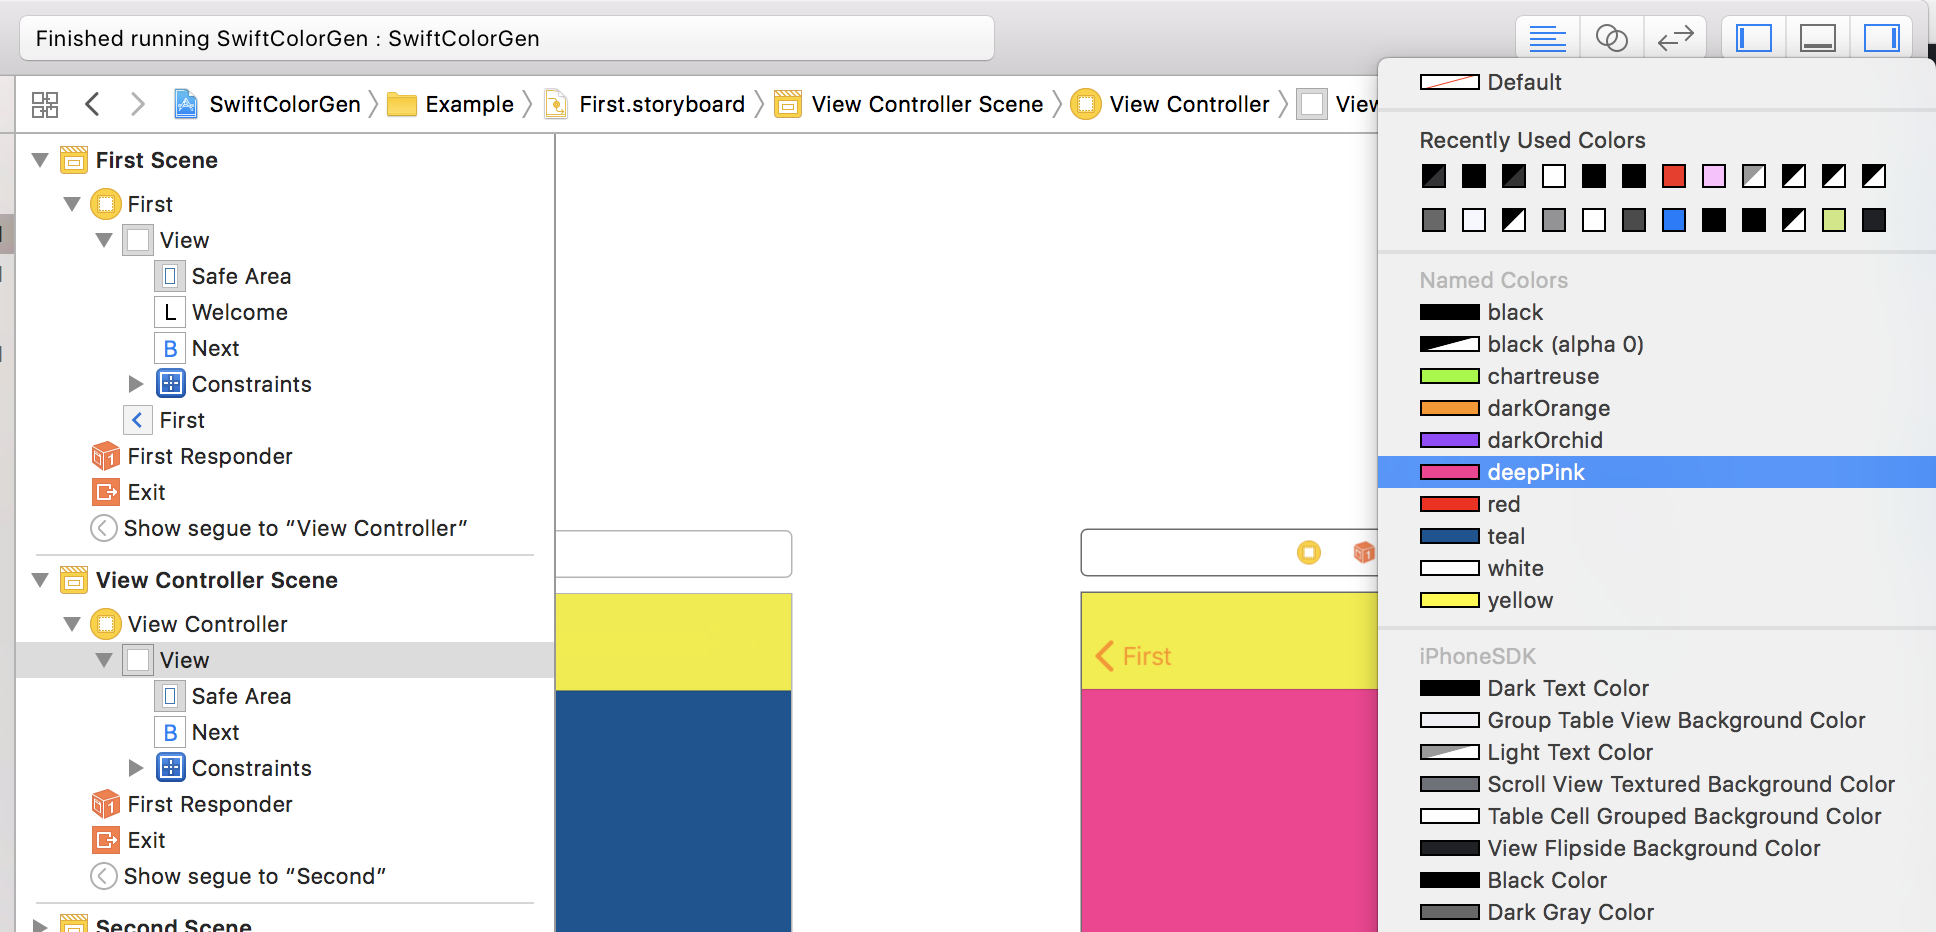 Finished running SwiftColorGen : SwiftColorGen
SwiftColorGen Example First.storyboard View Controller Scene View Controller View
First Scene
First
View
Safe Area
L Welcome
B Next
Constraints
First
First Responder
Exit
Show segue to “View Controller”
View Controller Scene
View Controller
View
Safe Area
B Next
Constraints
First Responder
Exit
Show segue to “Second”
Second Scene
First
Default
Recently Used Colors
Named Colors
black
black (alpha 0)
chartreuse
darkOrange
darkOrchid
deepPink
red
teal
white
yellow
iPhoneSDK
Dark Text Color
Group Table View Background Color
Light Text Color
Scroll View Textured Background Color
Table Cell Grouped Background Color
View Flipside Background Color
Black Color
Dark Gray Color